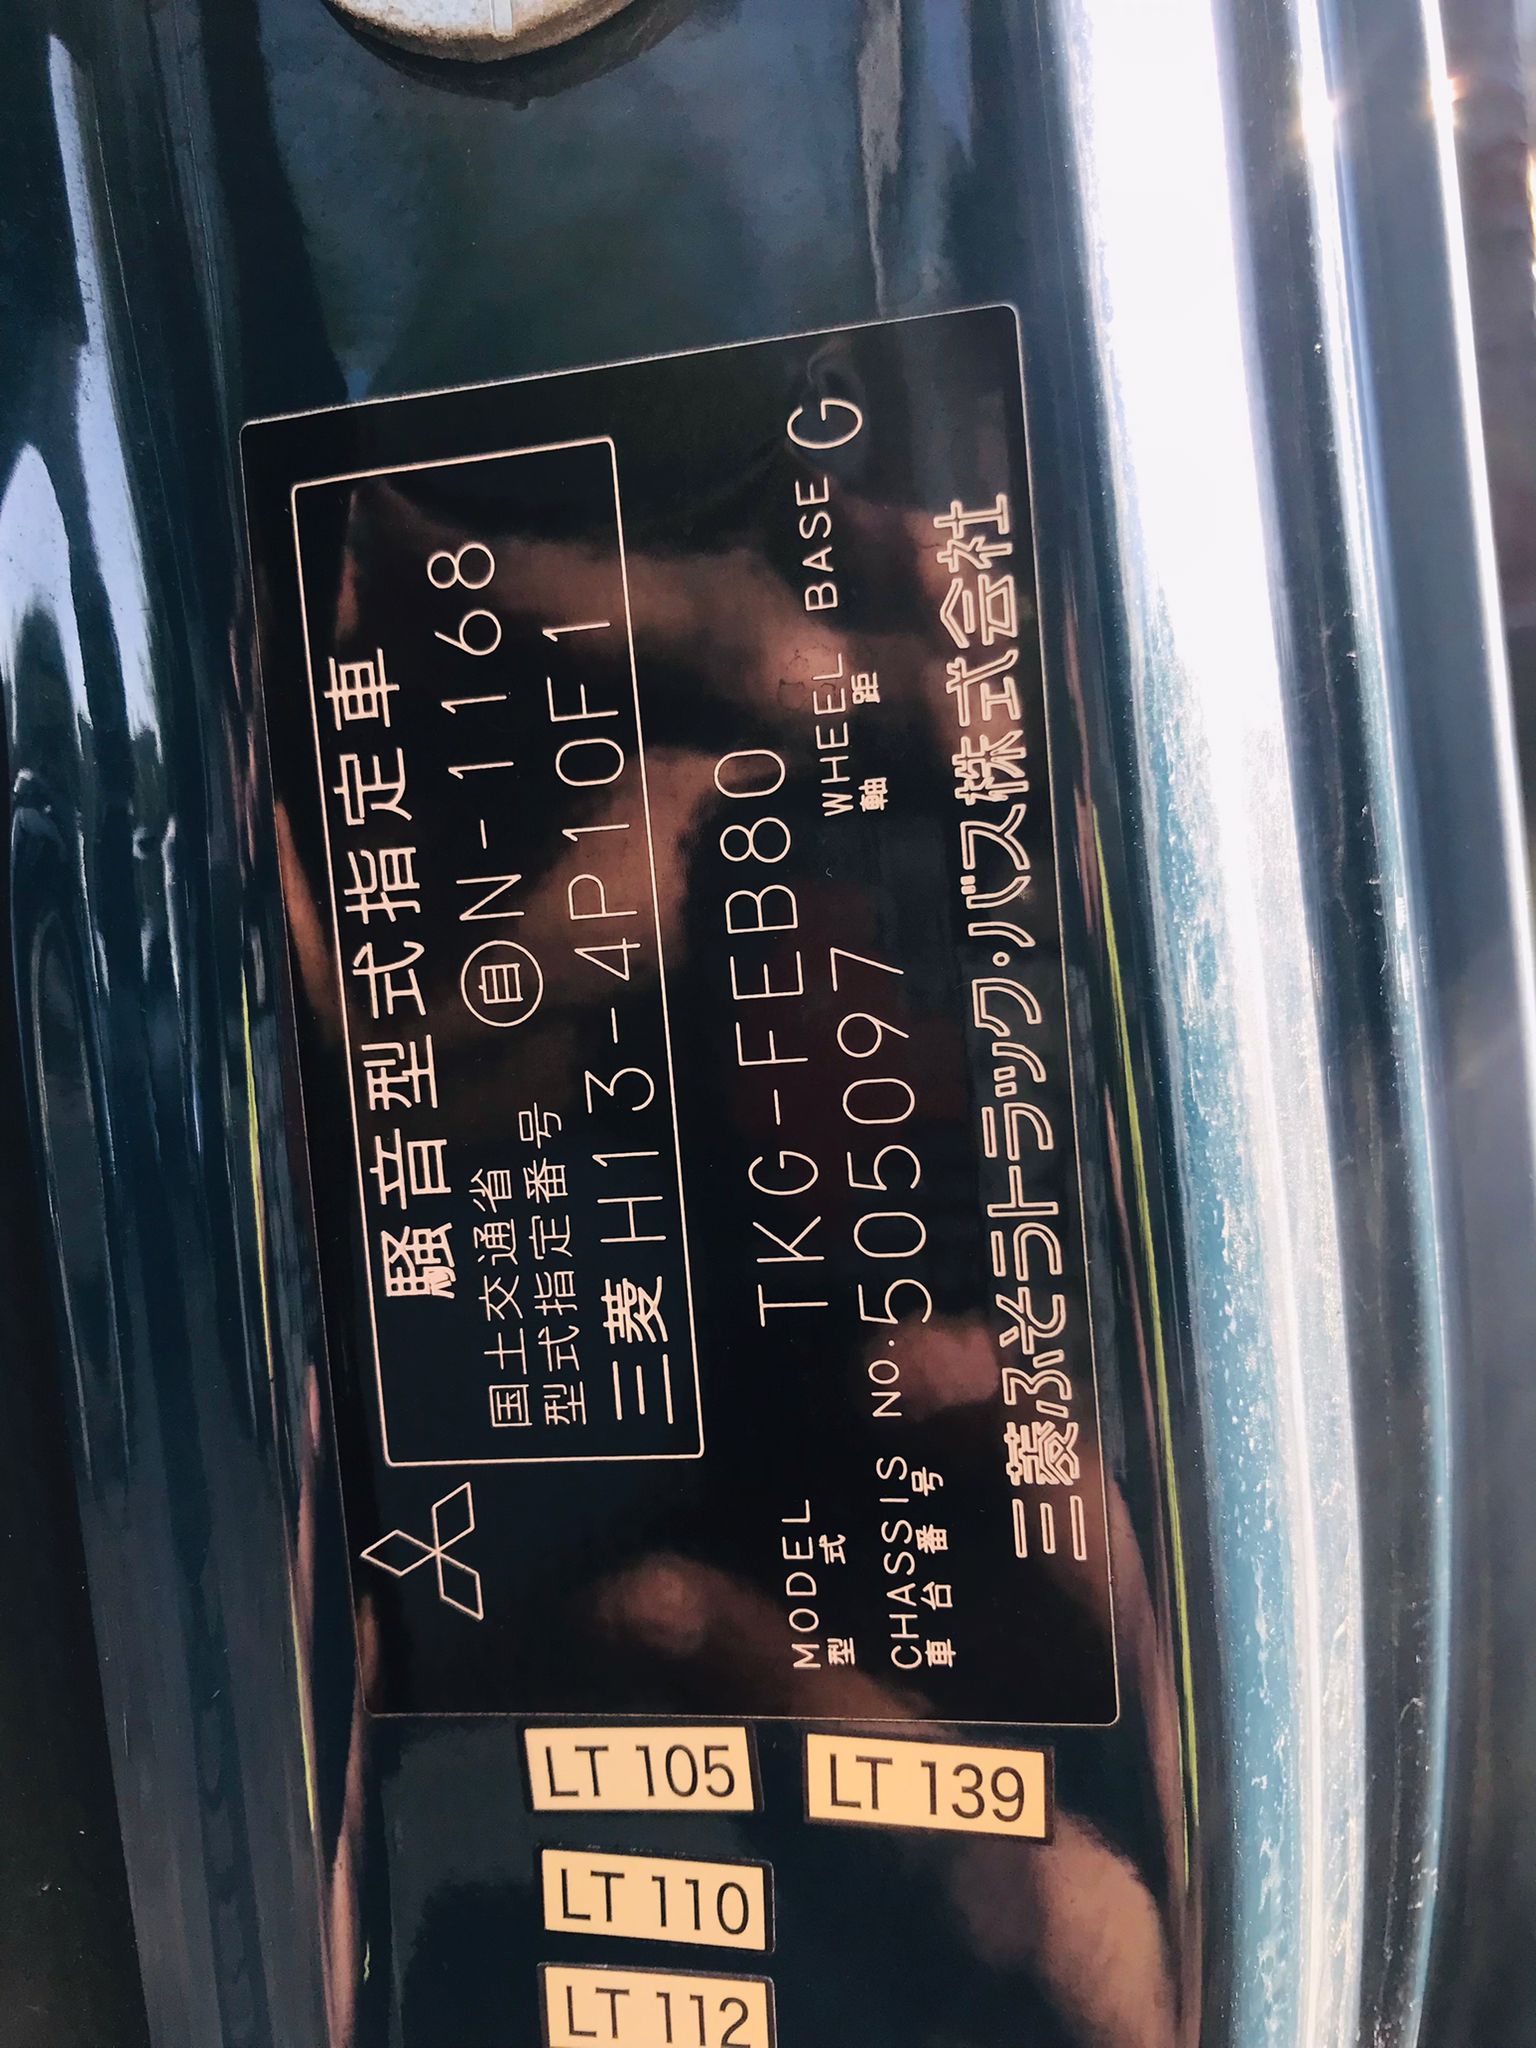 騒音型式指定車
国土交通省
型式指定番号
自 N-1168
三菱 H13-4P10F1
MODEL TKG-FEB80
型式
CHASSIS NO. 505097
車台番号
WHEEL BASE G
軸距
三菱ふそうトラック・バス株式会社
LT 105
LT 139
LT 110
LT 112